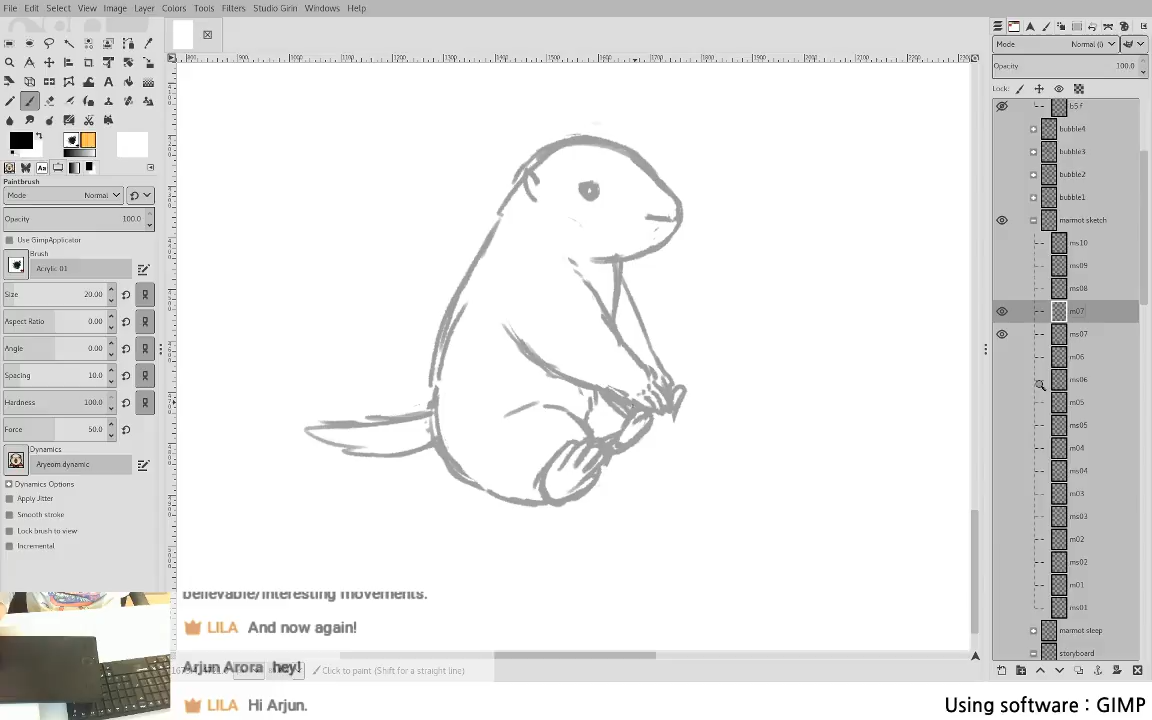 File Edit Select View Image Layer Colors Tools Filters Studio Girin Windows Help
Paintbrush
Mode Normal
Opacity 100.0
Use GimpApplicator
Brush
Acrylic 01
Size 20.00
Aspect Ratio 0.00
Angle 0.00
Spacing 10.0
Hardness 100.0
Force 50.0
Dynamics
Aryeom dynamic
Dynamics Options
Apply Jitter
Smooth stroke
Lock brush to view
Incremental
believable/interesting movements.
LILA And now again!
Arjun Arora hey!
Click to paint (Shift for a straight line)
LILA Hi Arjun.
Mode Normal (l)
Opacity 100.0
Lock:
b5f
bubble4
bubble3
bubble2
bubble1
marmot sketch
ms10
ms09
ms08
m07
ms07
m06
ms06
m05
ms05
m04
ms04
m03
ms03
m02
ms02
m01
ms01
marmot sleep
storyboard
Using software : GIMP